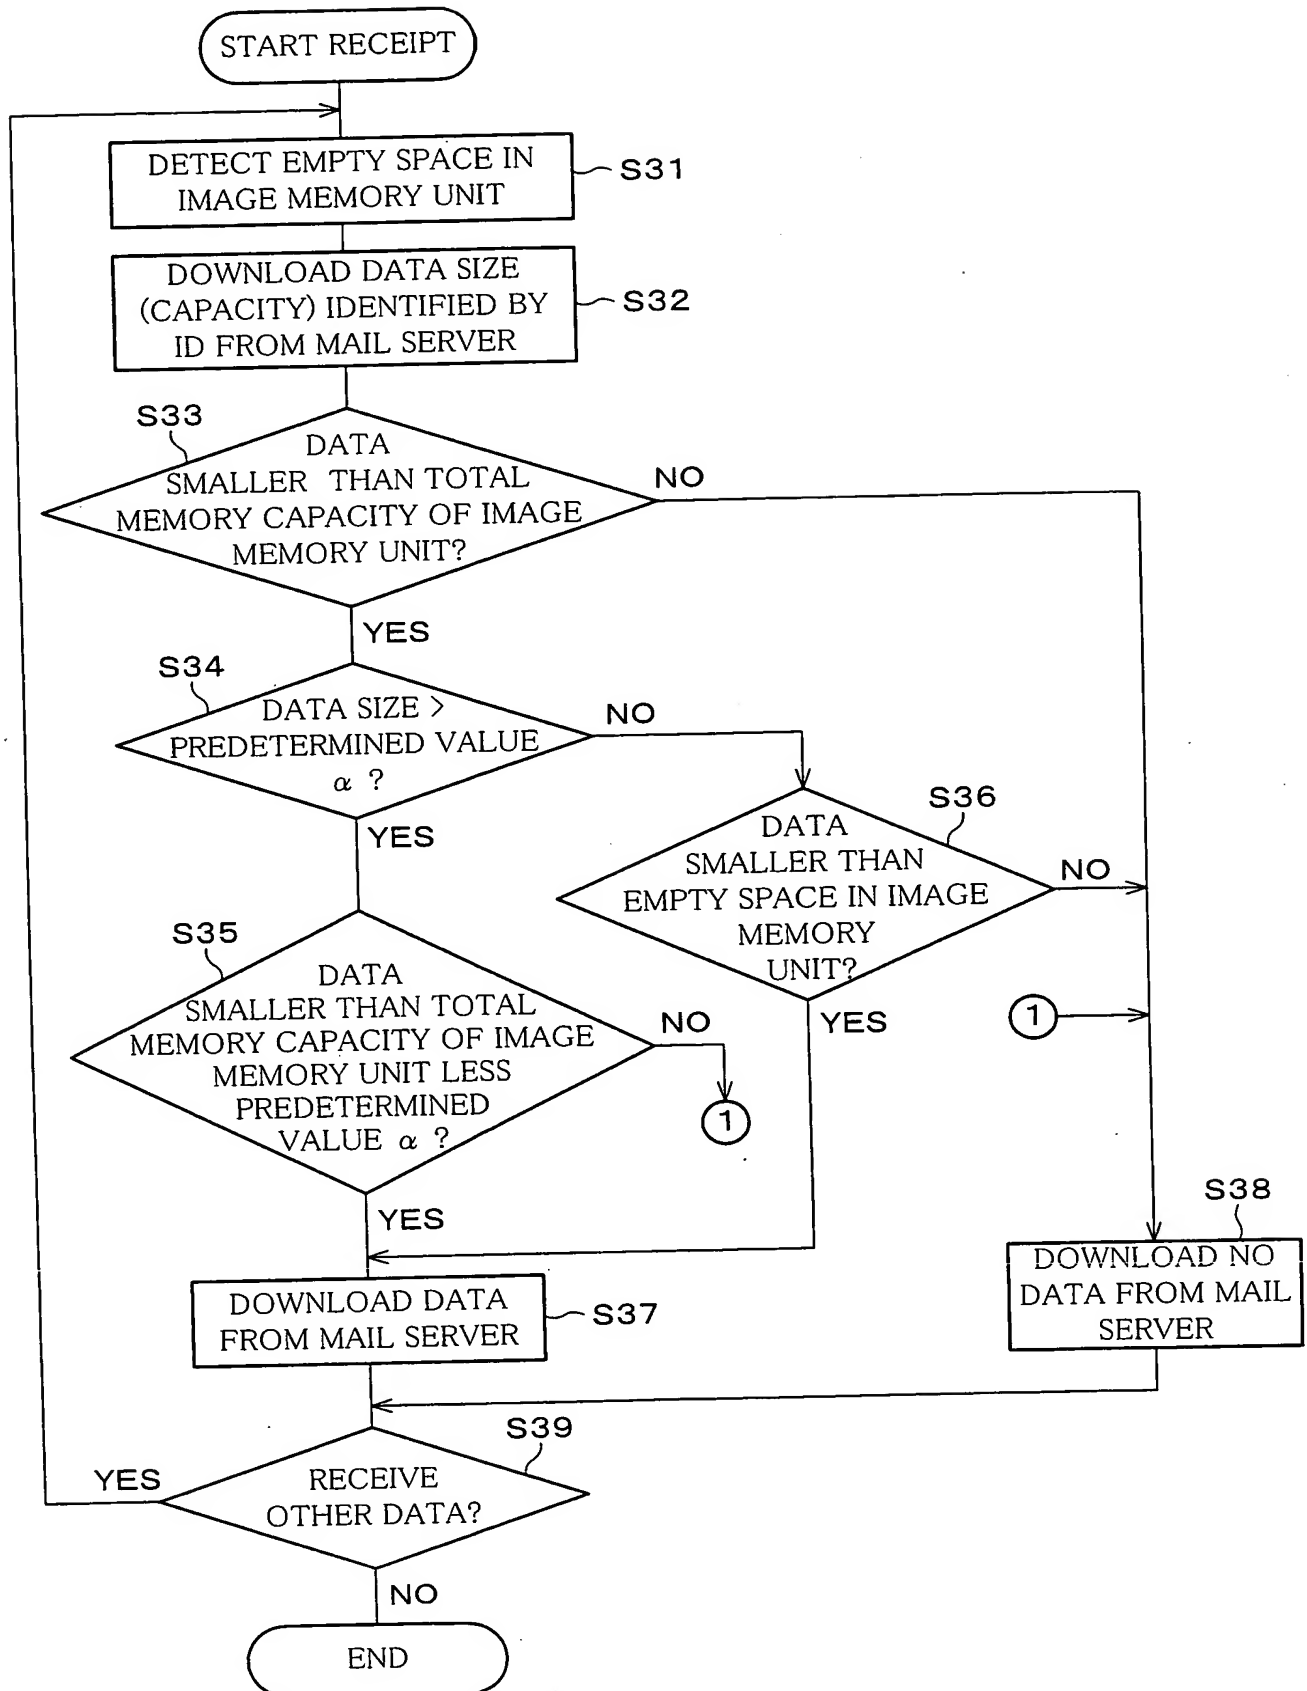 START RECEIPT
DETECT EMPTY SPACE IN
IMAGE MEMORY UNIT
S31
DOWNLOAD DATA SIZE
(CAPACITY) IDENTIFIED BY
ID FROM MAIL SERVER
S32
S33
DATA
SMALLER THAN TOTAL
MEMORY CAPACITY OF IMAGE
MEMORY UNIT?
NO
YES
S34
DATA SIZE >
PREDETERMINED VALUE
α ?
NO
YES
S36
DATA
SMALLER THAN
EMPTY SPACE IN IMAGE
MEMORY
UNIT?
NO
YES
S35
DATA
SMALLER THAN TOTAL
MEMORY CAPACITY OF IMAGE
MEMORY UNIT LESS
PREDETERMINED
VALUE α ?
NO
1
1
YES
S38
DOWNLOAD NO
DATA FROM MAIL
SERVER
DOWNLOAD DATA
FROM MAIL SERVER
S37
S39
RECEIVE
OTHER DATA?
YES
NO
END